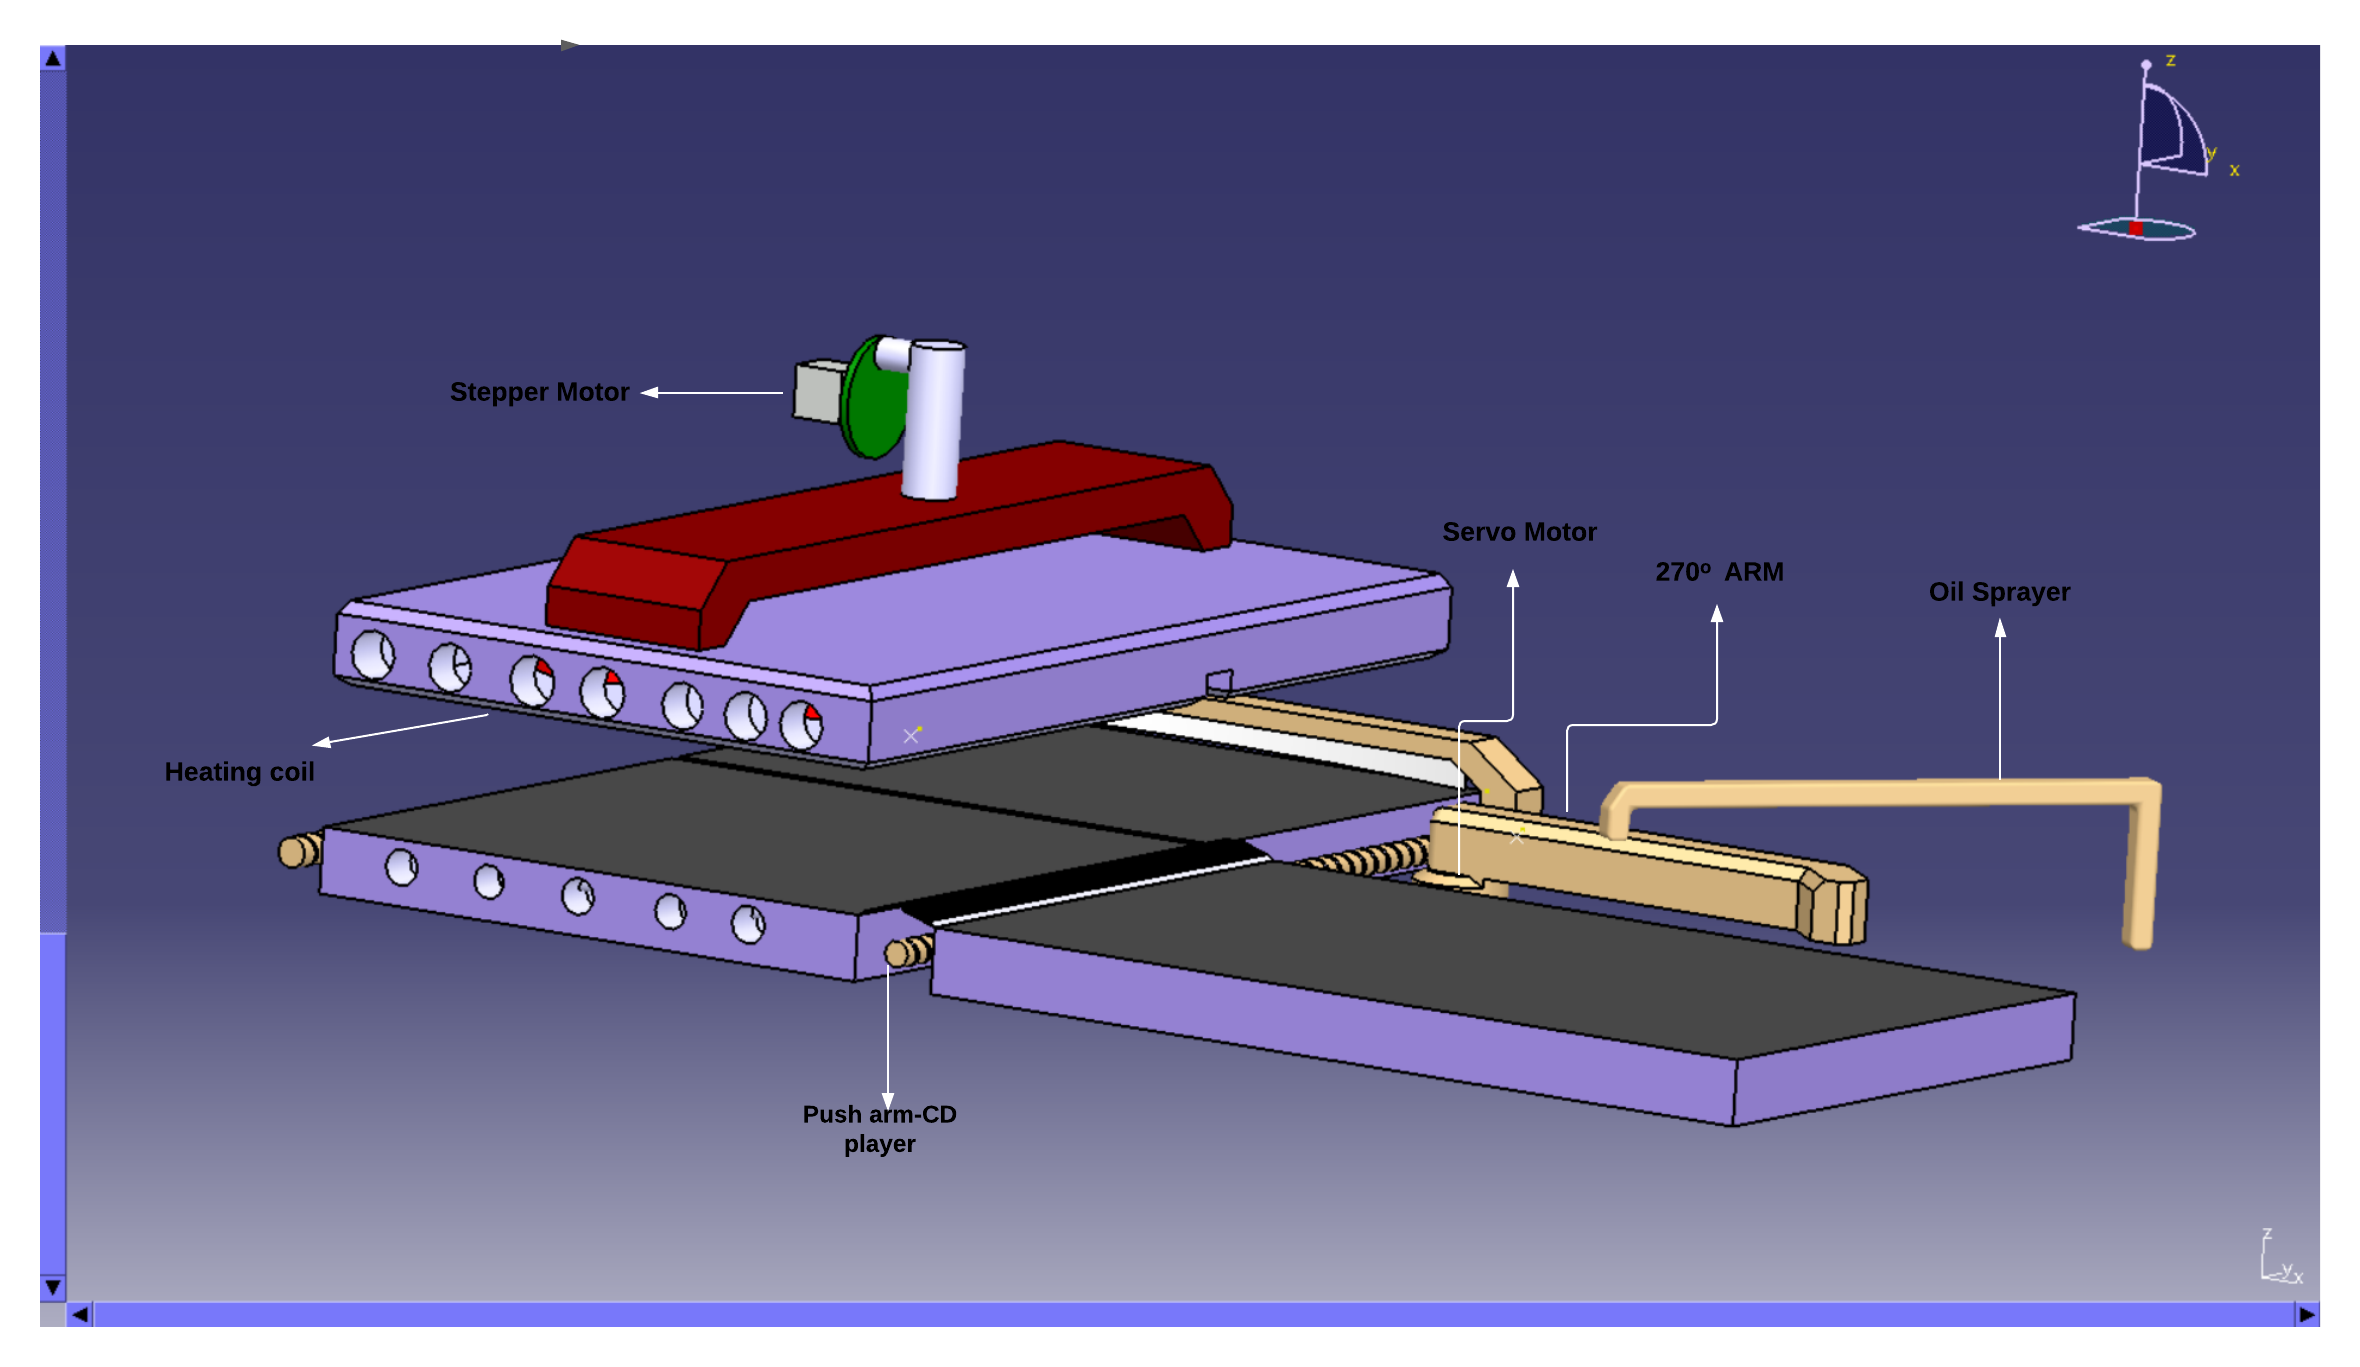 z
y
x
Stepper Motor
Servo Motor
270º ARM
Oil Sprayer
Heating coil
Push arm-CD
player
z
y
x